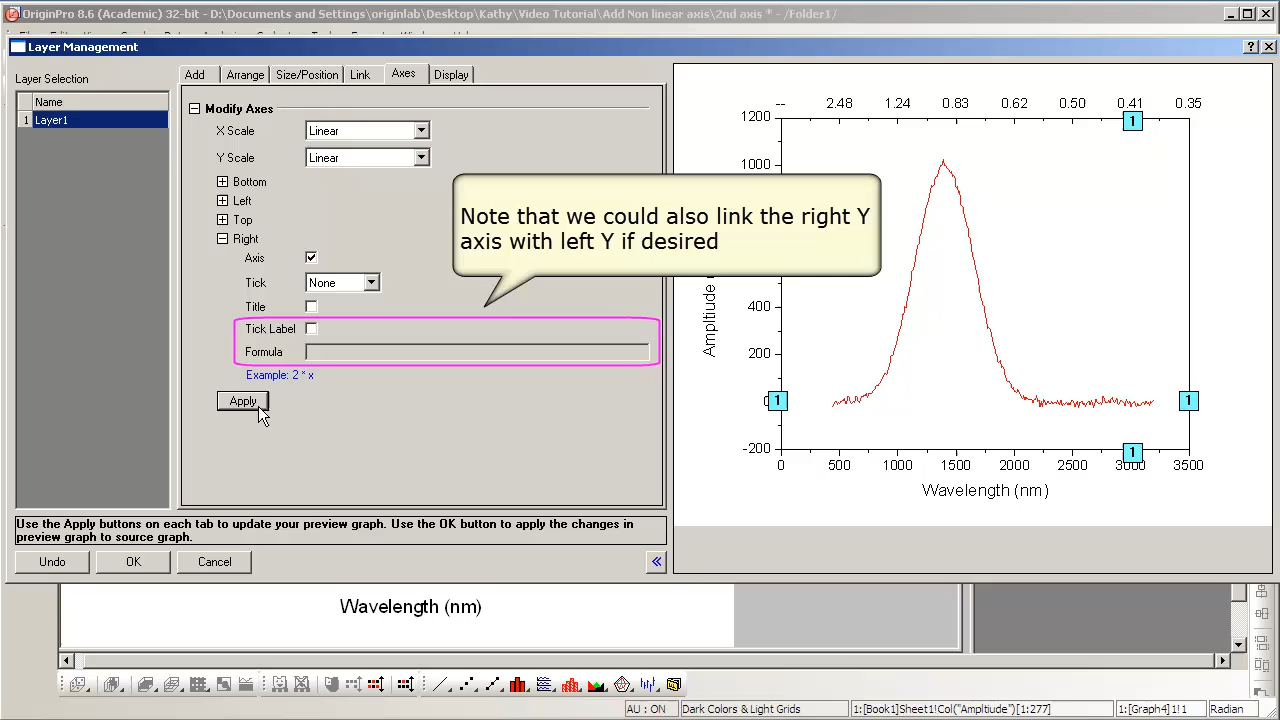 OriginPro 8.6 (Academic) 32-bit - D:\Documents and Settings\originlab\Desktop\Kathy\Video Tutorial\Add Non linear axis\2nd axis * - /Folder1/
Layer Management
Layer Selection
Name
1 Layer1
Add Arrange Size/Position Link Axes Display
Modify Axes
X Scale Linear
Y Scale Linear
Bottom
Left
Top
Right
Axis
Tick None
Title
Tick Label
Formula
Example: 2 * x
Apply
Note that we could also link the right Y
axis with left Y if desired
-- 2.48 1.24 0.83 0.62 0.50 0.41 0.35
1200
1000
400
200
0
-200
0 500 1000 1500 2000 2500 3000 3500
Wavelength (nm)
1
1
1
1
Use the Apply buttons on each tab to update your preview graph. Use the OK button to apply the changes in
preview graph to source graph.
Undo OK Cancel
Wavelength (nm)
AU : ON Dark Colors & Light Grids 1:[Book1]Sheet1!Col("Ampltiude")[1:277] 1:[Graph4]1!1 Radian